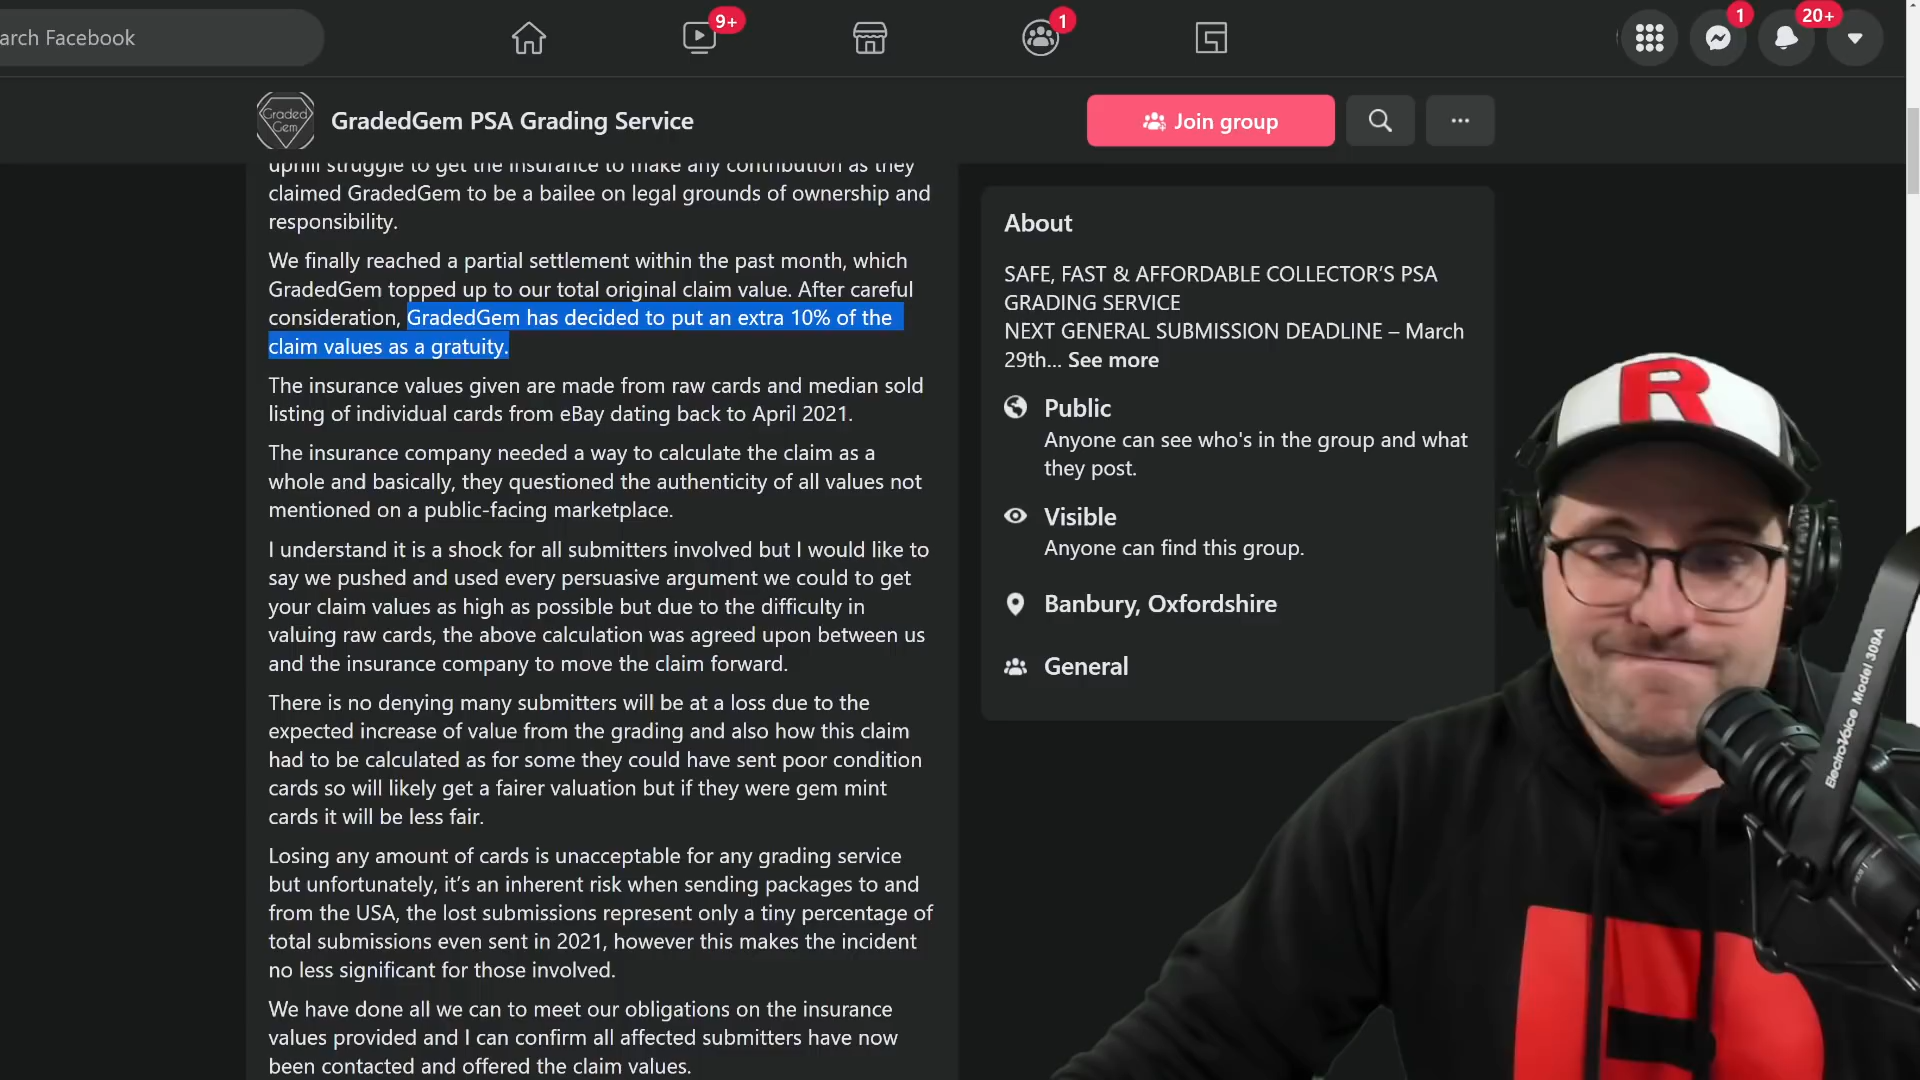 arch Facebook
9+
1
1
20+
Graded
Gem
GradedGem PSA Grading Service
Join group
uphill struggle to get the insurance to make any contribution as they
claimed GradedGem to be a bailee on legal grounds of ownership and
responsibility.
We finally reached a partial settlement within the past month, which
GradedGem topped up to our total original claim value. After careful
consideration, GradedGem has decided to put an extra 10% of the
claim values as a gratuity.
The insurance values given are made from raw cards and median sold
listing of individual cards from eBay dating back to April 2021.
The insurance company needed a way to calculate the claim as a
whole and basically, they questioned the authenticity of all values not
mentioned on a public-facing marketplace.
I understand it is a shock for all submitters involved but I would like to
say we pushed and used every persuasive argument we could to get
your claim values as high as possible but due to the difficulty in
valuing raw cards, the above calculation was agreed upon between us
and the insurance company to move the claim forward.
There is no denying many submitters will be at a loss due to the
expected increase of value from the grading and also how this claim
had to be calculated as for some they could have sent poor condition
cards so will likely get a fairer valuation but if they were gem mint
cards it will be less fair.
Losing any amount of cards is unacceptable for any grading service
but unfortunately, it's an inherent risk when sending packages to and
from the USA, the lost submissions represent only a tiny percentage of
total submissions even sent in 2021, however this makes the incident
no less significant for those involved.
We have done all we can to meet our obligations on the insurance
values provided and I can confirm all affected submitters have now
been contacted and offered the claim values.
About
SAFE, FAST & AFFORDABLE COLLECTOR'S PSA
GRADING SERVICE
NEXT GENERAL SUBMISSION DEADLINE – March
29th... See more
Public
Anyone can see who's in the group and what
they post.
Visible
Anyone can find this group.
Banbury, Oxfordshire
General
R
ElectroVoice Model 309A